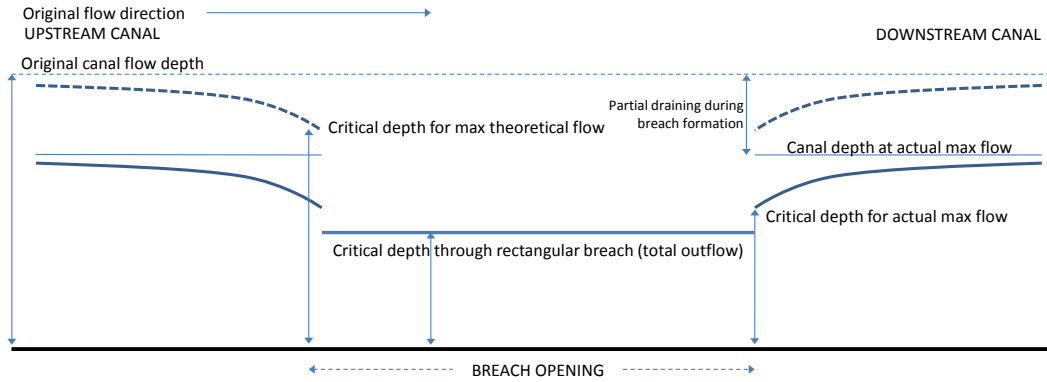 Original flow direction
UPSTREAM CANAL
DOWNSTREAM CANAL
Original canal flow depth
Partial draining during
breach formation
Critical depth for max theoretical flow
Canal depth at actual max flow
Critical depth for actual max flow
Critical depth through rectangular breach (total outflow)
BREACH OPENING